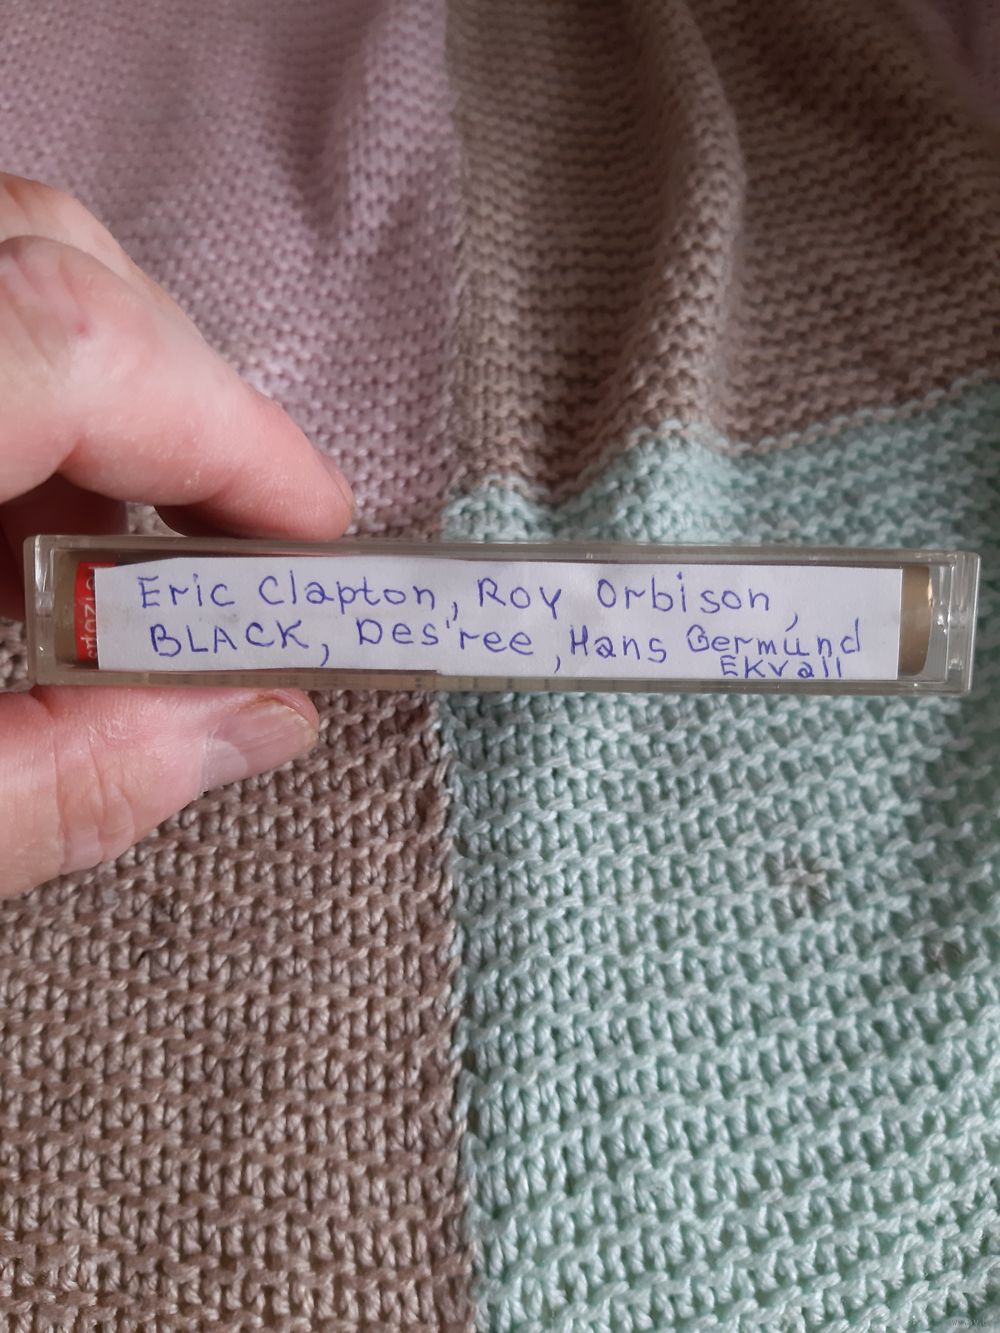 Eric Clapton, Roy Orbison,
BLACK, Des'ree, Hans Germund
EKvall